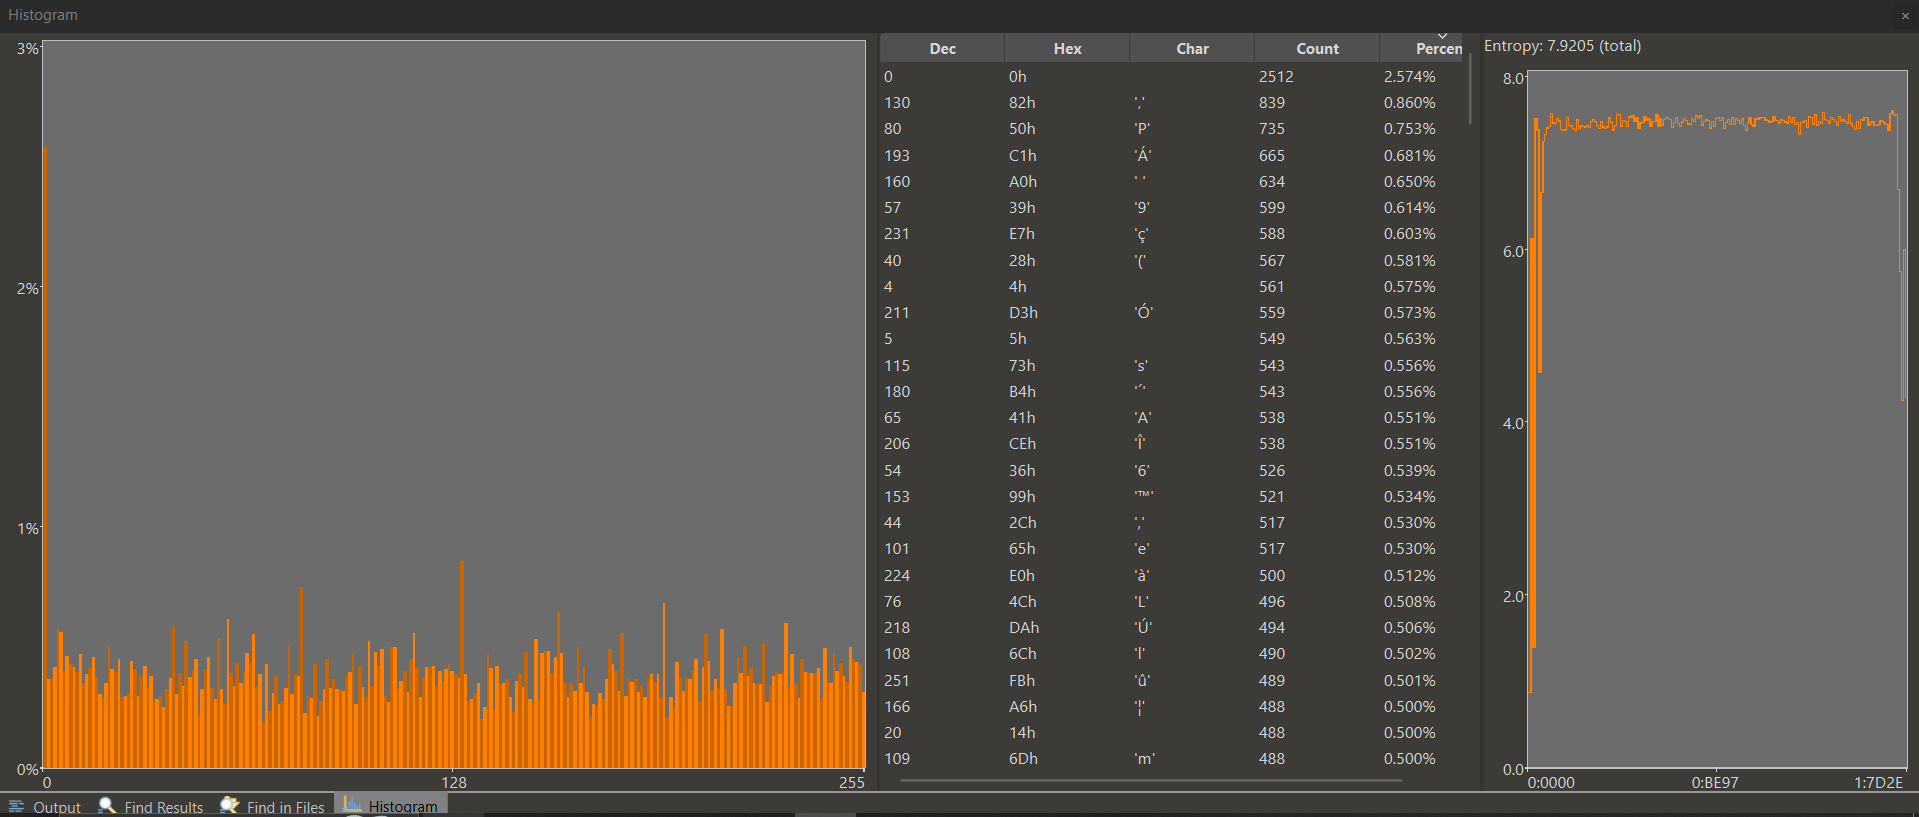 Histogram
3%
2%
1%
0%
0 128 255
Dec Hex Char Count Percen
0 0h 2512 2.574%
130 82h '‚' 839 0.860%
80 50h 'P' 735 0.753%
193 C1h 'Á' 665 0.681%
160 A0h ' ' 634 0.650%
57 39h '9' 599 0.614%
231 E7h 'ç' 588 0.603%
40 28h '(' 567 0.581%
4 4h 561 0.575%
211 D3h 'Ó' 559 0.573%
5 5h 549 0.563%
115 73h 's' 543 0.556%
180 B4h '´' 543 0.556%
65 41h 'A' 538 0.551%
206 CEh 'Î' 538 0.551%
54 36h '6' 526 0.539%
153 99h '™' 521 0.534%
44 2Ch ',' 517 0.530%
101 65h 'e' 517 0.530%
224 E0h 'à' 500 0.512%
76 4Ch 'L' 496 0.508%
218 DAh 'Ú' 494 0.506%
108 6Ch 'l' 490 0.502%
251 FBh 'û' 489 0.501%
166 A6h '¦' 488 0.500%
20 14h 488 0.500%
109 6Dh 'm' 488 0.500%
Entropy: 7.9205 (total)
8.0
6.0
4.0
2.0
0.0
0:0000 0:BE97 1:7D2E
Output Find Results Find in Files Histogram